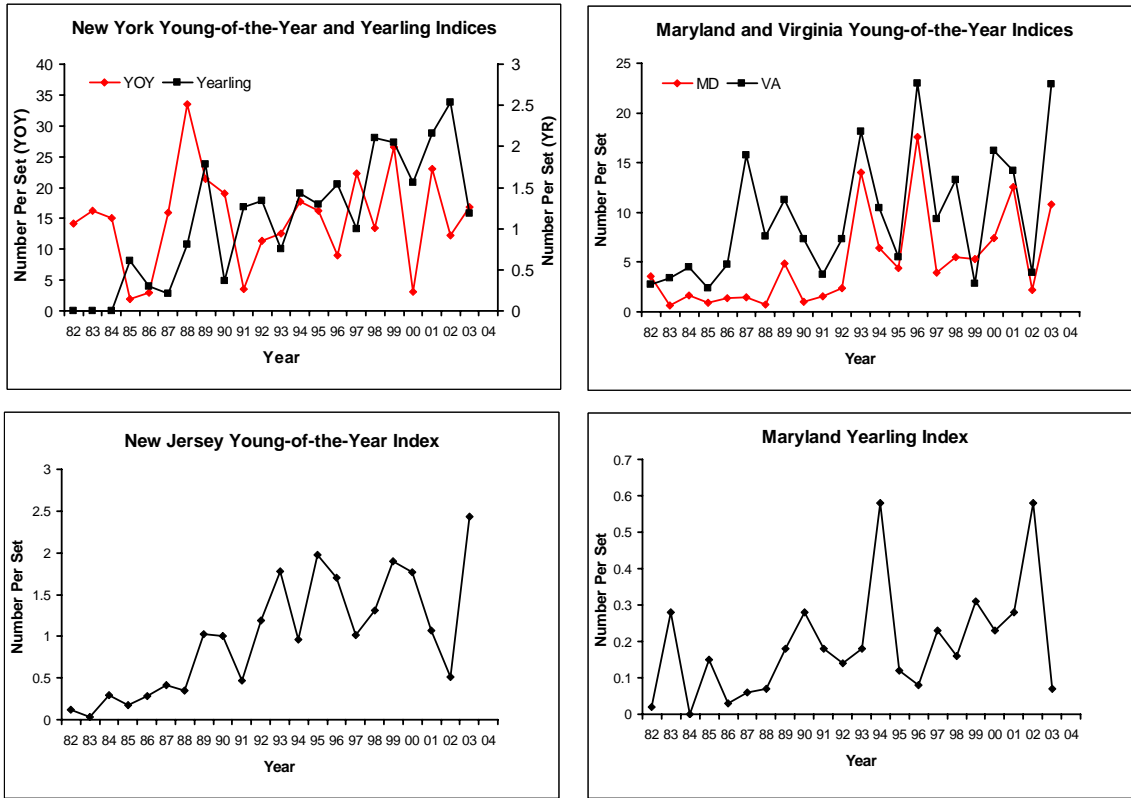 New York Young-of-the-Year and Yearling Indices
YOY Yearling
Number Per Set (YOY)
40
35
30
25
20
15
10
5
0
Number Per Set (YR)
3
2.5
2
1.5
1
0.5
0
82 83 84 85 86 87 88 89 90 91 92 93 94 95 96 97 98 99 00 01 02 03 04
Year
Maryland and Virginia Young-of-the-Year Indices
MD VA
Number Per Set
25
20
15
10
5
0
82 83 84 85 86 87 88 89 90 91 92 93 94 95 96 97 98 99 00 01 02 03 04
Year
New Jersey Young-of-the-Year Index
Number Per Set
3
2.5
2
1.5
1
0.5
0
82 83 84 85 86 87 88 89 90 91 92 93 94 95 96 97 98 99 00 01 02 03 04
Year
Maryland Yearling Index
Number Per Set
0.7
0.6
0.5
0.4
0.3
0.2
0.1
0
82 83 84 85 86 87 88 89 90 91 92 93 94 95 96 97 98 99 00 01 02 03 04
Year